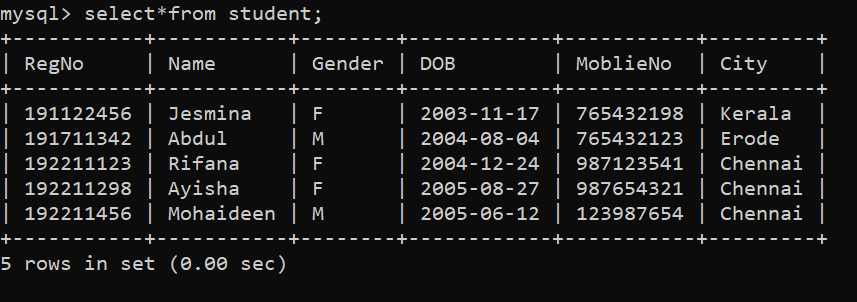 mysql> select*from student;
+-----------+-----------+--------+------------+-----------+---------+
| RegNo     | Name      | Gender | DOB        | MoblieNo  | City    |
+-----------+-----------+--------+------------+-----------+---------+
| 191122456 | Jesmina   | F      | 2003-11-17 | 765432198 | Kerala  |
| 191711342 | Abdul     | M      | 2004-08-04 | 765432123 | Erode   |
| 192211123 | Rifana    | F      | 2004-12-24 | 987123541 | Chennai |
| 192211298 | Ayisha    | F      | 2005-08-27 | 987654321 | Chennai |
| 192211456 | Mohaideen | M      | 2005-06-12 | 123987654 | Chennai |
+-----------+-----------+--------+------------+-----------+---------+
5 rows in set (0.00 sec)